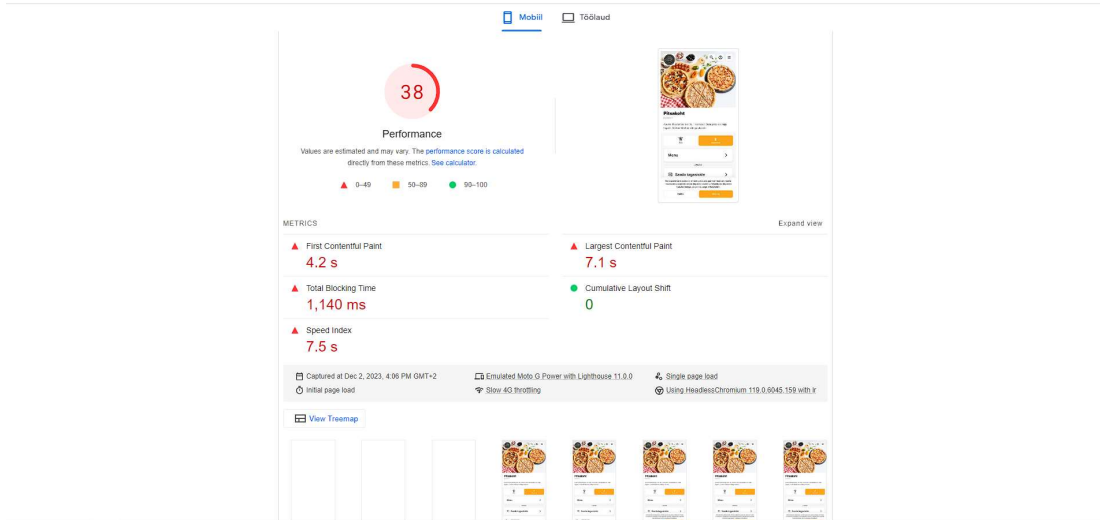 Mobiil
Töölaud
38
Performance
Values are estimated and may vary. The performance score is calculated
directly from these metrics. See calculator.
0–49
50–89
90–100
Pitsakoht
Menu
METRICS
Expand view
First Contentful Paint
4.2 s
Largest Contentful Paint
7.1 s
Total Blocking Time
1,140 ms
Cumulative Layout Shift
0
Speed Index
7.5 s
Captured at Dec 2, 2023, 4:06 PM GMT+2
Emulated Moto G Power with Lighthouse 11.0.0
Single page load
Initial page load
Slow 4G throttling
Using HeadlessChromium 119.0.6045.159 with lr
View Treemap